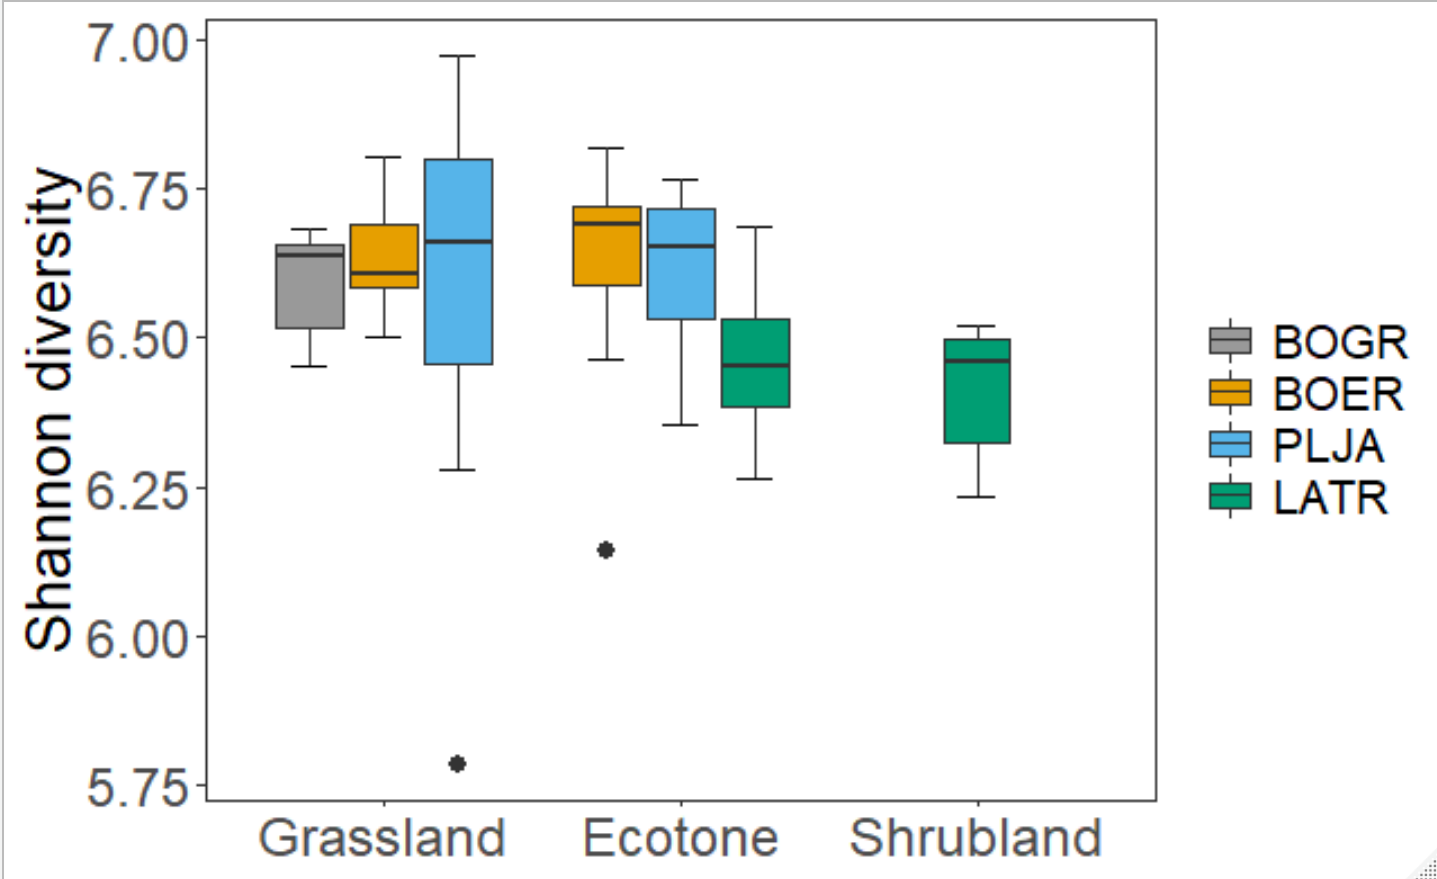 Shannon diversity
7.00
6.75
6.50
6.25
6.00
5.75
Grassland Ecotone Shrubland
BOGR
BOER
PLJA
LATR